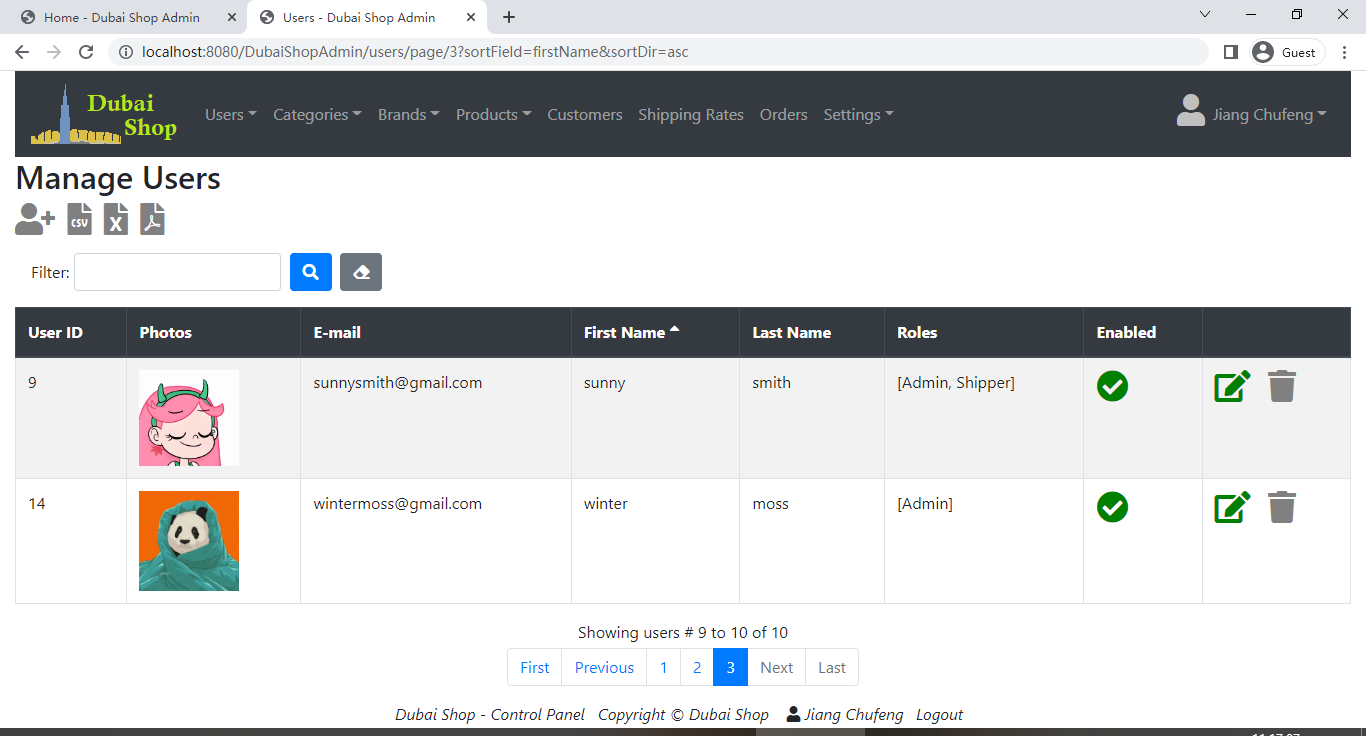 Home - Dubai Shop Admin
Users - Dubai Shop Admin
localhost:8080/DubaiShopAdmin/users/page/3?sortField=firstName&sortDir=asc
Guest
Dubai Shop
Users Categories Brands Products Customers Shipping Rates Orders Settings
Jiang Chufeng
Manage Users
CSV X
Filter:
User ID Photos E-mail First Name Last Name Roles Enabled
9 sunnysmith@gmail.com sunny smith [Admin, Shipper]
14 wintermoss@gmail.com winter moss [Admin]
Showing users # 9 to 10 of 10
First Previous 1 2 3 Next Last
Dubai Shop - Control Panel Copyright © Dubai Shop Jiang Chufeng Logout